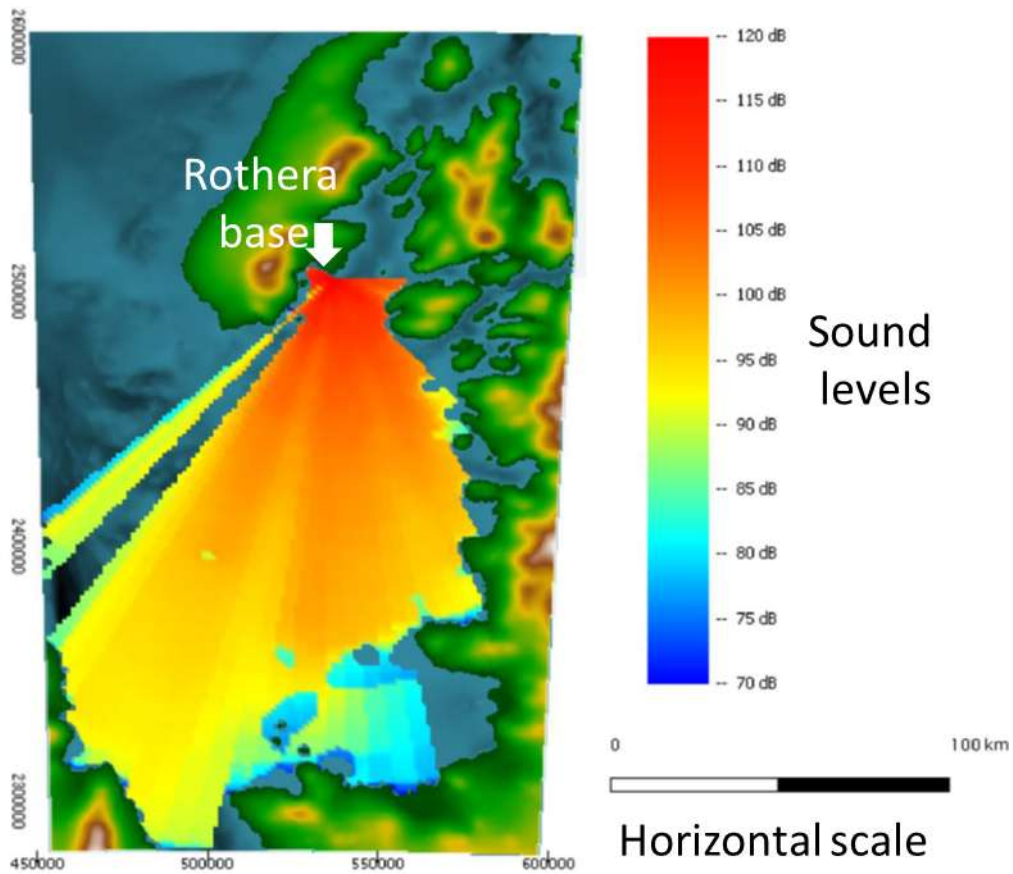 2600000
2500000
2400000
2300000
450000
500000
550000
600000
Rothera
base
-- 120 dB
-- 115 dB
-- 110 dB
-- 105 dB
-- 100 dB
-- 95 dB
-- 90 dB
-- 85 dB
-- 80 dB
-- 75 dB
-- 70 dB
Sound
levels
0 100 km
Horizontal scale